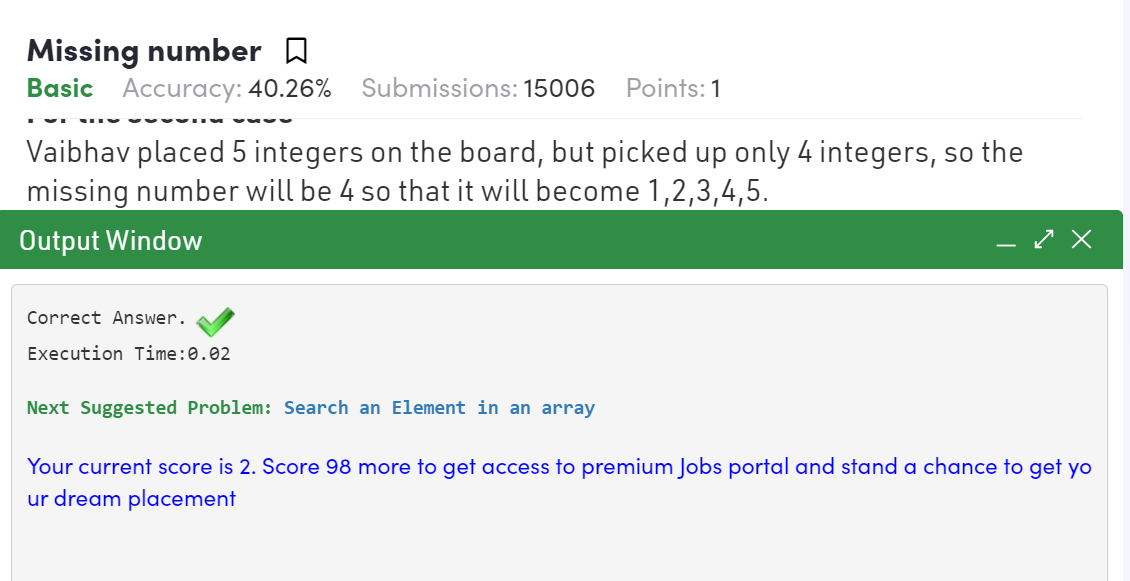 Missing number
Basic Accuracy: 40.26% Submissions: 15006 Points: 1
For the second case
Vaibhav placed 5 integers on the board, but picked up only 4 integers, so the
missing number will be 4 so that it will become 1,2,3,4,5.
Output Window
Correct Answer.
Execution Time:0.02
Next Suggested Problem: Search an Element in an array
Your current score is 2. Score 98 more to get access to premium Jobs portal and stand a chance to get yo
ur dream placement